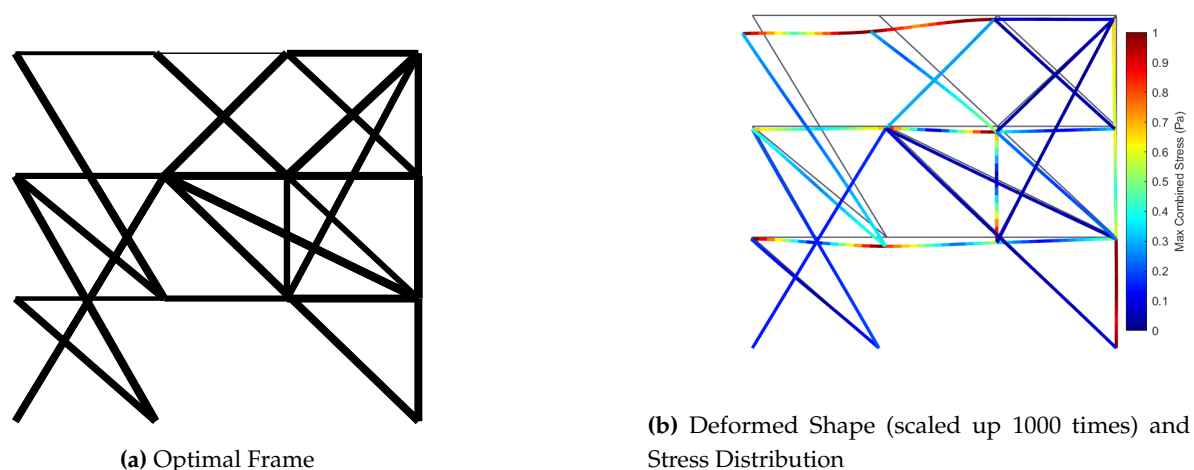 1
0.9
0.8
0.7
0.6
0.5
0.4
0.3
0.2
0.1
0
Max Combined Stress (Pa)
(a) Optimal Frame
(b) Deformed Shape (scaled up 1000 times) and
Stress Distribution